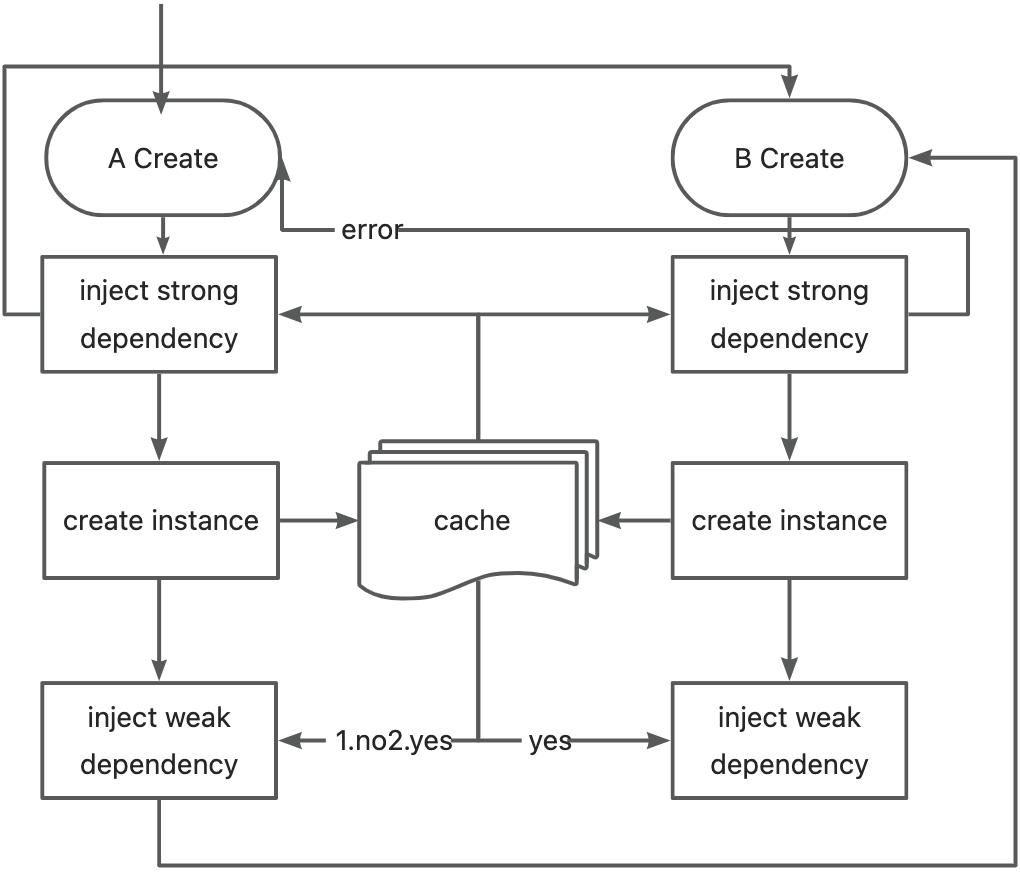 A Create
B Create
error
inject strong
dependency
inject strong
dependency
create instance
cache
create instance
inject weak
dependency
1.no2.yes
yes
inject weak
dependency